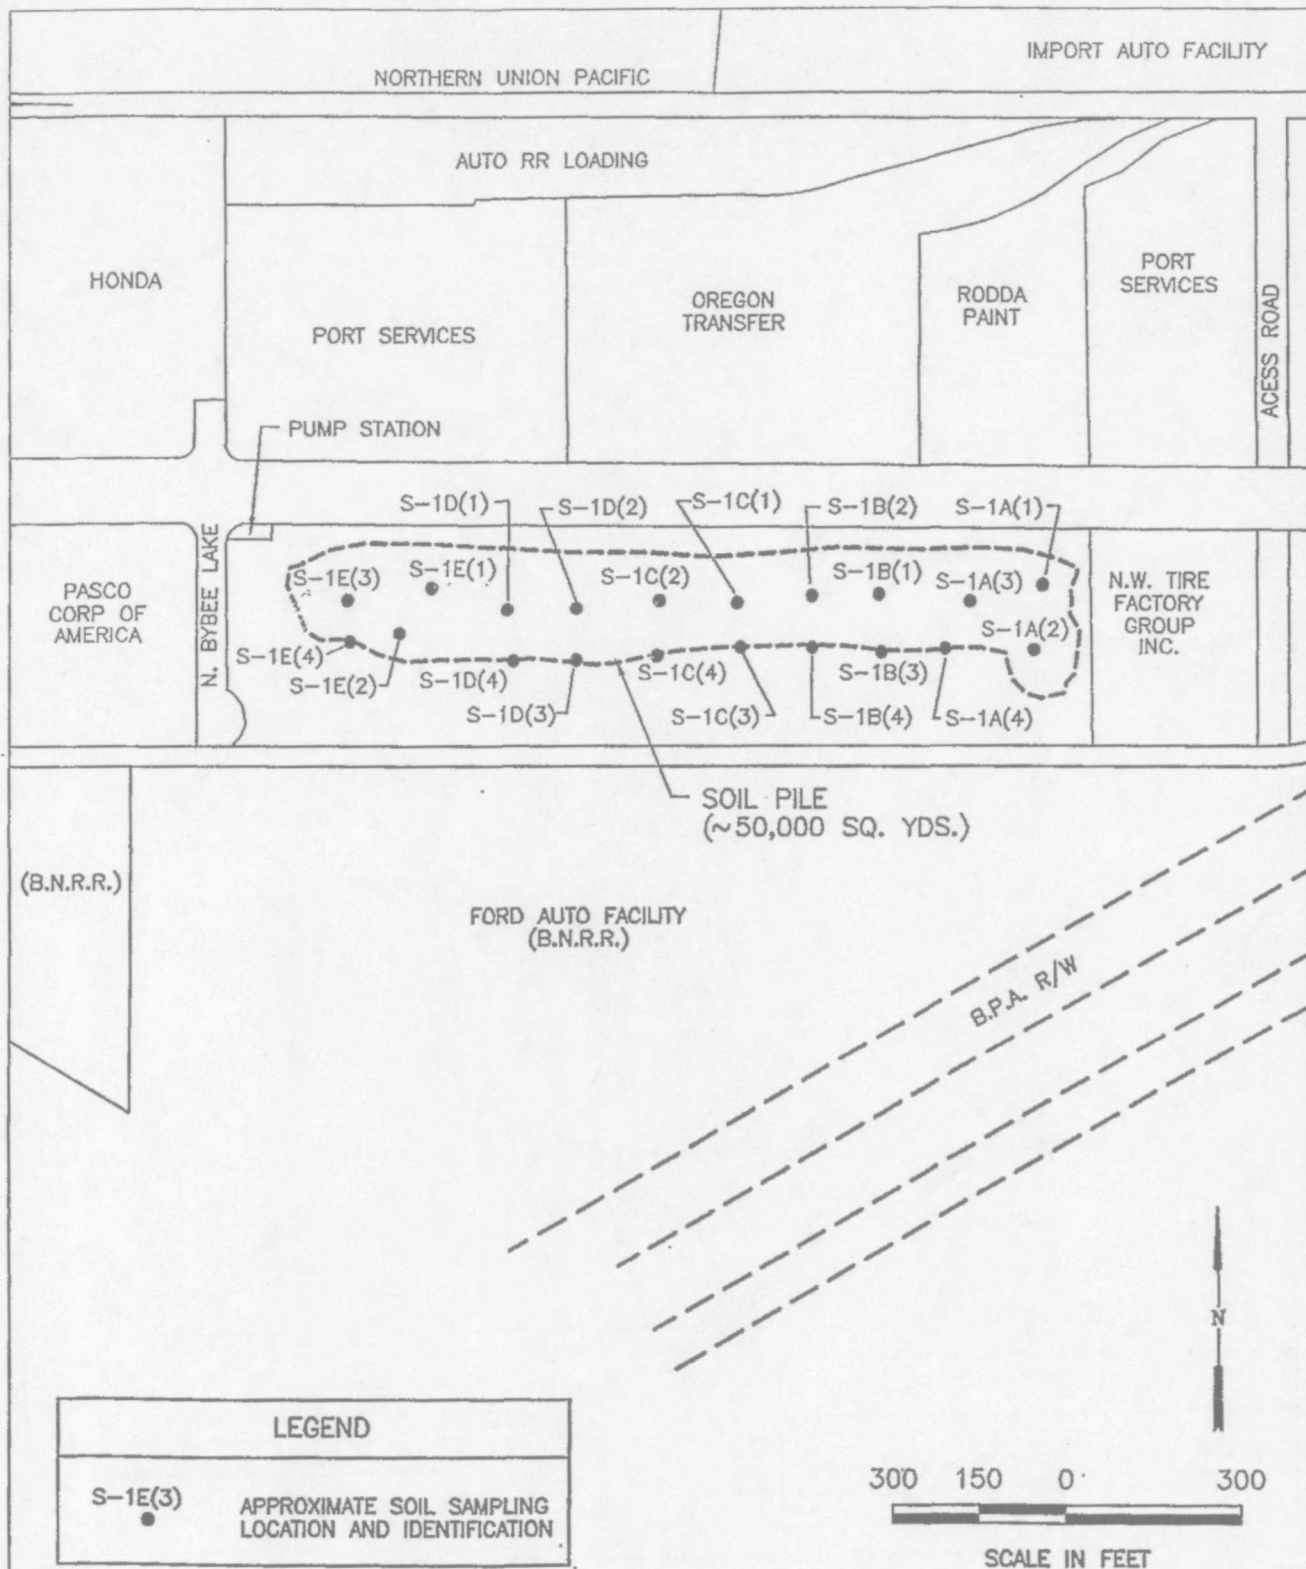 IMPORT AUTO FACILITY
NORTHERN UNION PACIFIC
AUTO RR LOADING
HONDA
PORT SERVICES
OREGON
TRANSFER
RODDA
PAINT
PORT
SERVICES
ACESS ROAD
PUMP STATION
S-1D(1)
S-1D(2)
S-1C(1)
S-1B(2)
S-1A(1)
S-1E(3)
S-1E(1)
S-1C(2)
S-1B(1)
S-1A(3)
PASCO
CORP OF
AMERICA
N. BYBEE LAKE
N.W. TIRE
FACTORY
GROUP
INC.
S-1A(2)
S-1E(4)
S-1E(2)
S-1D(4)
S-1C(4)
S-1B(3)
S-1D(3)
S-1C(3)
S-1B(4)
S-1A(4)
SOIL PILE
(~50,000 SQ. YDS.)
(B.N.R.R.)
FORD AUTO FACILITY
(B.N.R.R.)
B.P.A. R/W
N
LEGEND
S-1E(3)
APPROXIMATE SOIL SAMPLING
LOCATION AND IDENTIFICATION
300 150 0 300
SCALE IN FEET